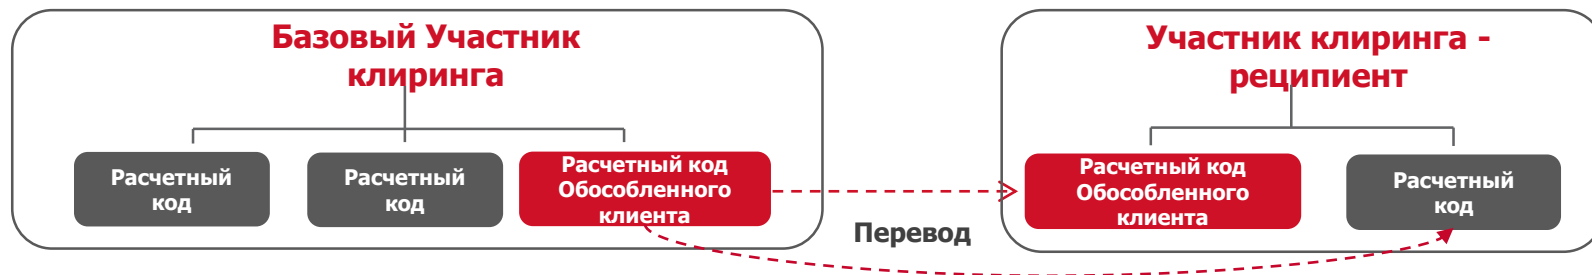 Базовый Участник
клиринга
Расчетный
код
Расчетный
код
Расчетный код
Обособленного
клиента
Перевод
Участник клиринга -
реципиент
Расчетный код
Обособленного
клиента
Расчетный
код